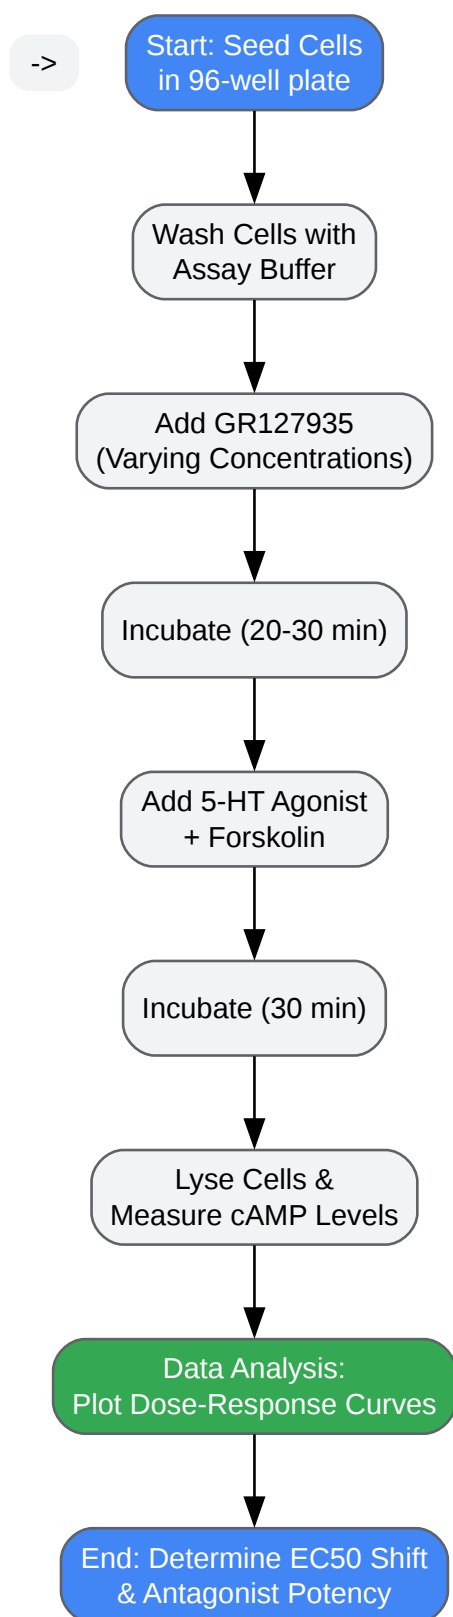 ->
Start: Seed Cells
in 96-well plate
Wash Cells with
Assay Buffer
Add GR127935
(Varying Concentrations)
Incubate (20-30 min)
Add 5-HT Agonist
+ Forskolin
Incubate (30 min)
Lyse Cells &
Measure cAMP Levels
Data Analysis:
Plot Dose-Response Curves
End: Determine EC50 Shift
& Antagonist Potency